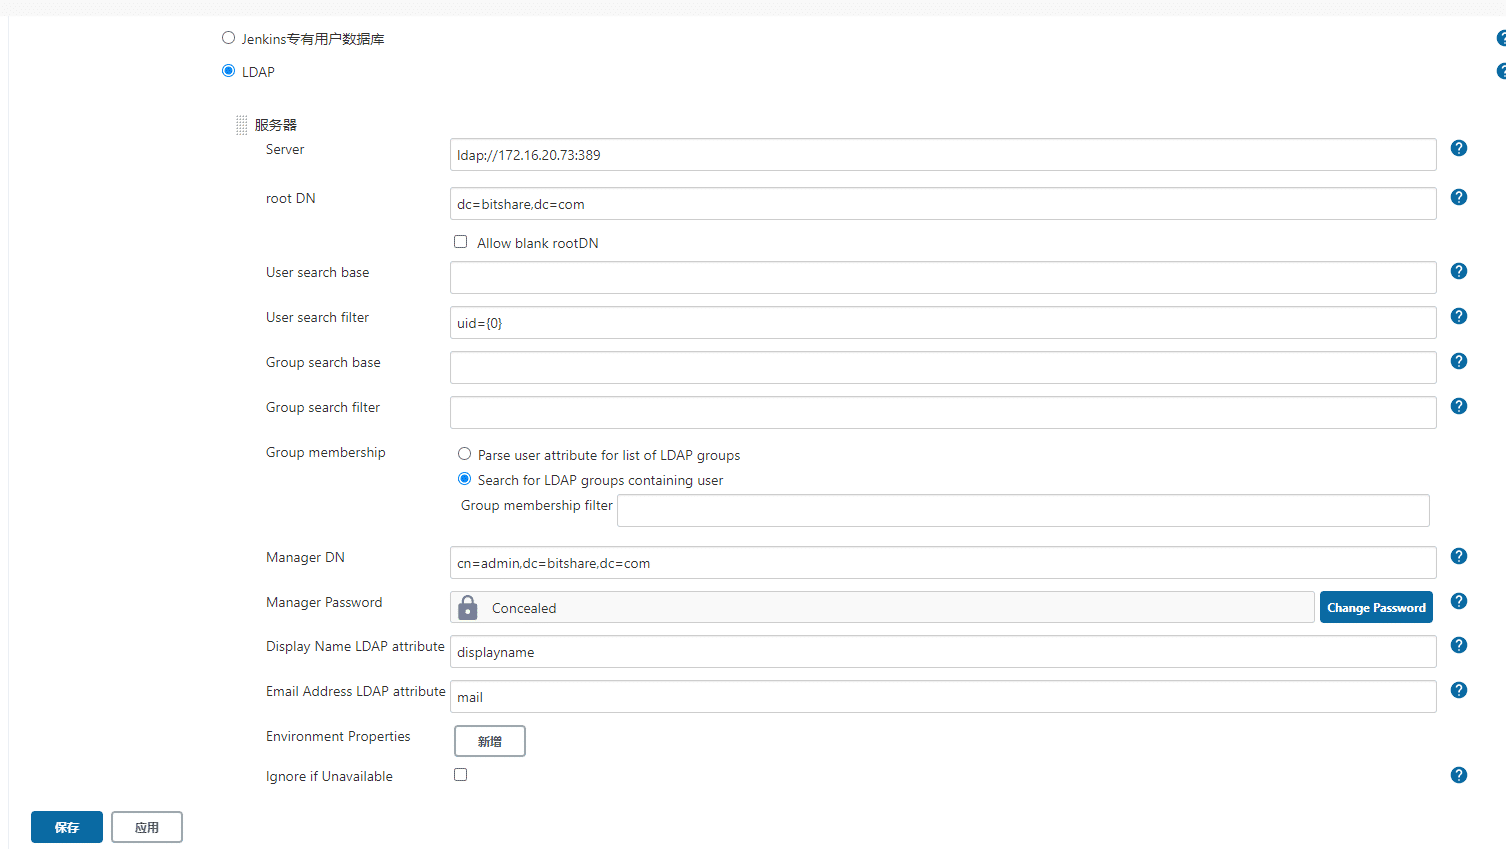 Jenkins专有用户数据库
LDAP
服务器
Server
ldap://172.16.20.73:389
root DN
dc=bitshare,dc=com
Allow blank rootDN
User search base
User search filter
uid={0}
Group search base
Group search filter
Group membership
Parse user attribute for list of LDAP groups
Search for LDAP groups containing user
Group membership filter
Manager DN
cn=admin,dc=bitshare,dc=com
Manager Password
Concealed
Change Password
Display Name LDAP attribute
displayname
Email Address LDAP attribute
mail
Environment Properties
新增
Ignore if Unavailable
保存
应用